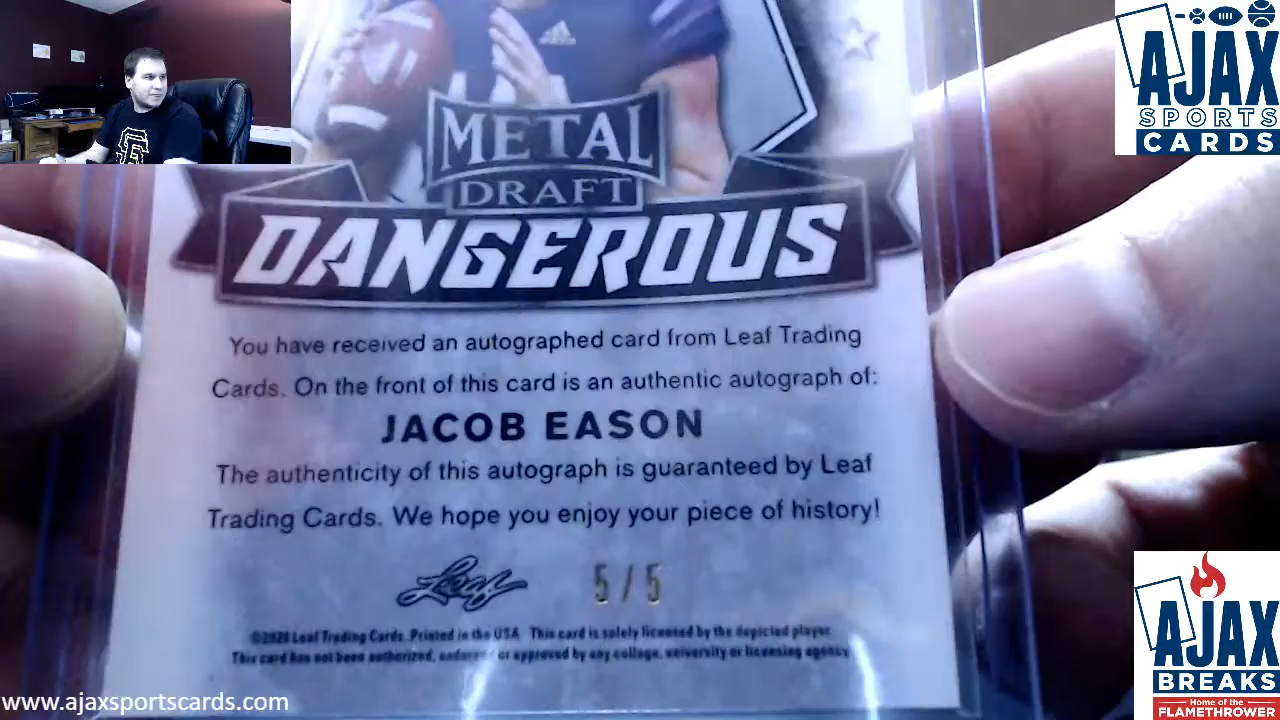 METAL
DRAFT
DANGEROUS
You have received an autographed card from Leaf Trading
Cards. On the front of this card is an authentic autograph of:
JACOB EASON
The authenticity of this autograph is guaranteed by Leaf
Trading Cards. We hope you enjoy your piece of history!
Leaf
5/5
©2020 Leaf Trading Cards. Printed in the USA This card is solely licensed by the depicted player.
This card has not been authorized, endorsed or approved by any college, university or licensing agency.
AJAX
SPORTS
CARDS
AJAX
BREAKS
Home of the
FLAMETHROWER
www.ajaxsportscards.com
adidas
SF